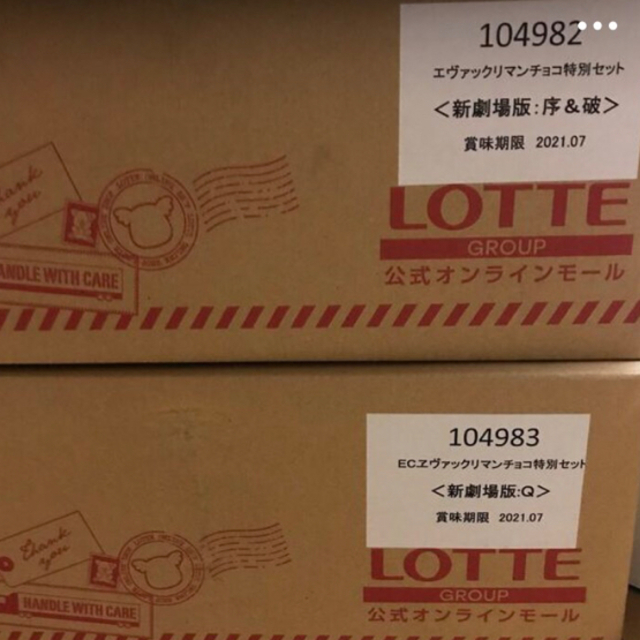 104982
エヴァックリマンチョコ特別セット
＜新劇場版:序＆破＞
賞味期限 2021.07
Thank
you
HANDLE WITH CARE
LOTTE
GROUP
公式オンラインモール
104983
EC.エヴァックリマンチョコ特別セット
＜新劇場版:Q＞
賞味期限 2021.07
Thank
you
HANDLE WITH CARE
LOTTE
GROUP
公式オンラインモール